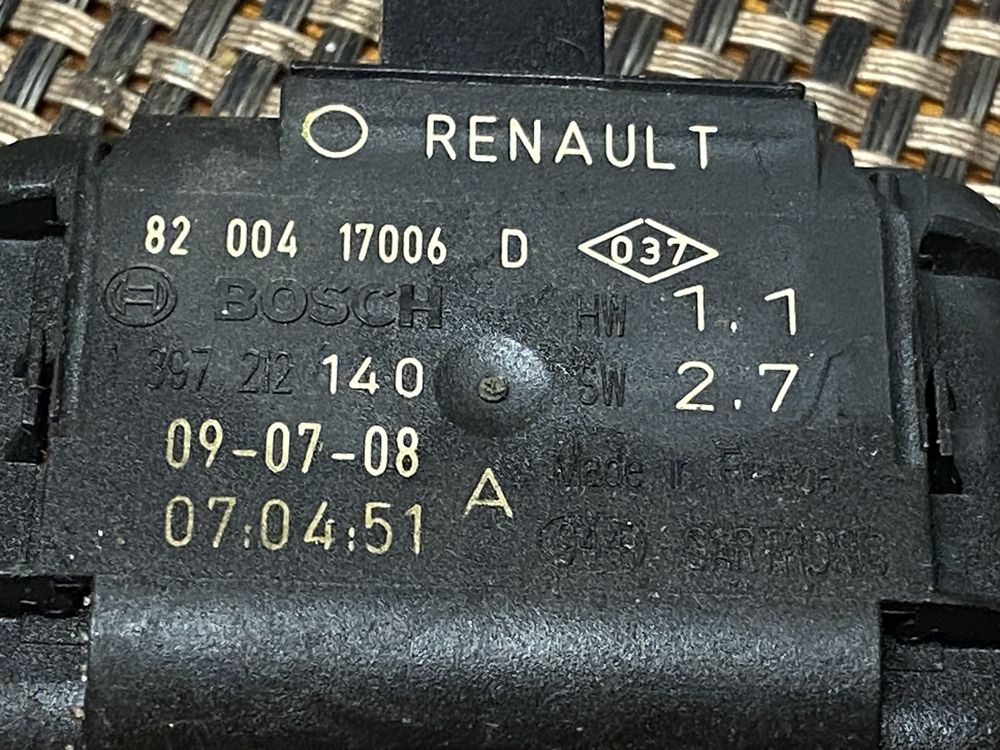 RENAULT
82 004 17006 D 037
BOSCH HW 1.1
397 212 140 SW 2.7
09-07-08
Made in France
07:04:51 A